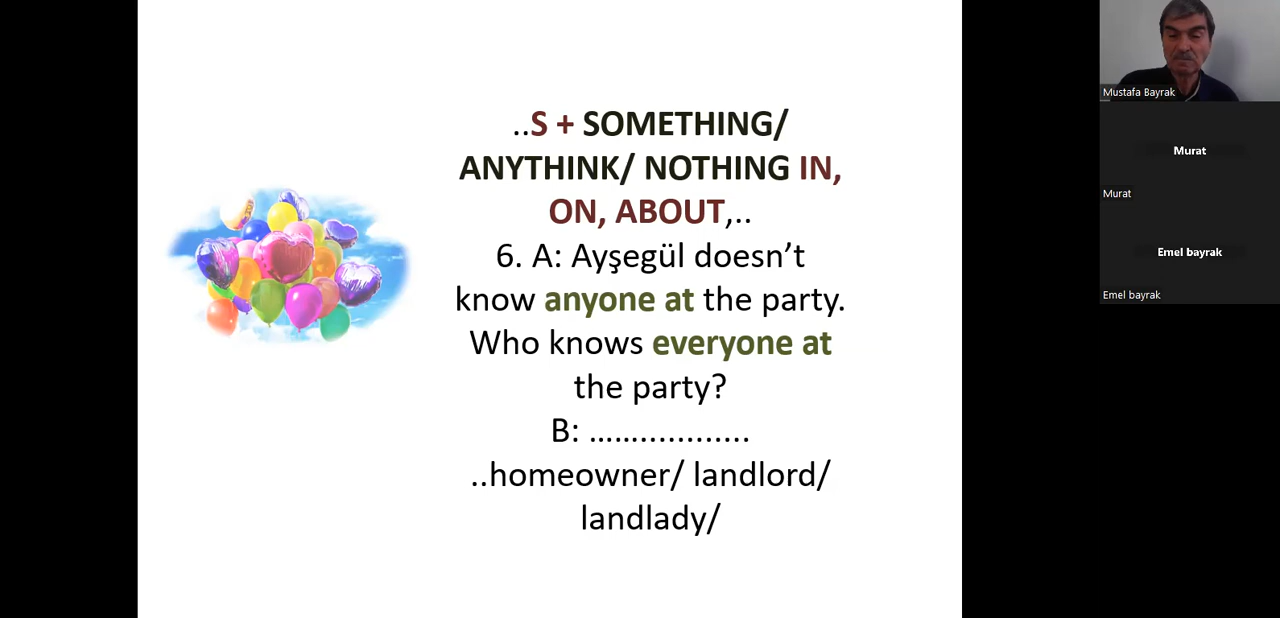 ..S + SOMETHING/
ANYTHINK/ NOTHING IN,
ON, ABOUT,..
6. A: Ayşegül doesn’t
know anyone at the party.
Who knows everyone at
the party?
B: ……...........
..homeowner/ landlord/
landlady/
Mustafa Bayrak
Murat
Murat
Emel bayrak
Emel bayrak